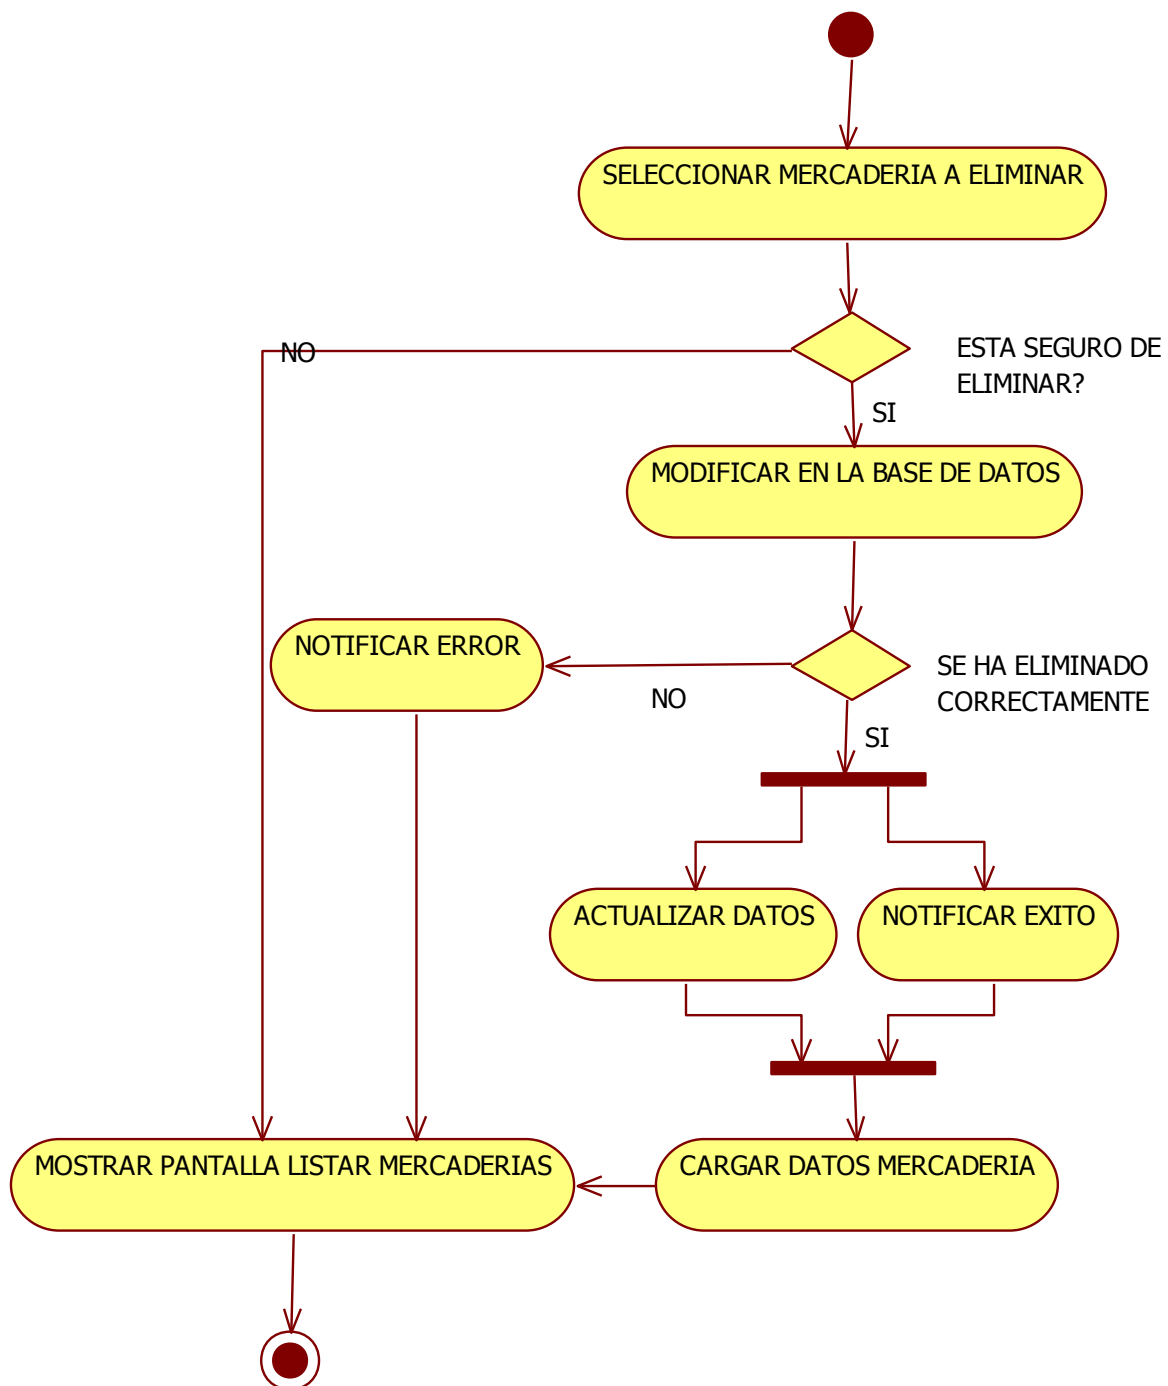 SELECCIONAR MERCADERIA A ELIMINAR
NO
ESTA SEGURO DE
ELIMINAR?
SI
MODIFICAR EN LA BASE DE DATOS
NOTIFICAR ERROR
SE HA ELIMINADO
CORRECTAMENTE
NO
SI
ACTUALIZAR DATOS
NOTIFICAR EXITO
MOSTRAR PANTALLA LISTAR MERCADERIAS
CARGAR DATOS MERCADERIA